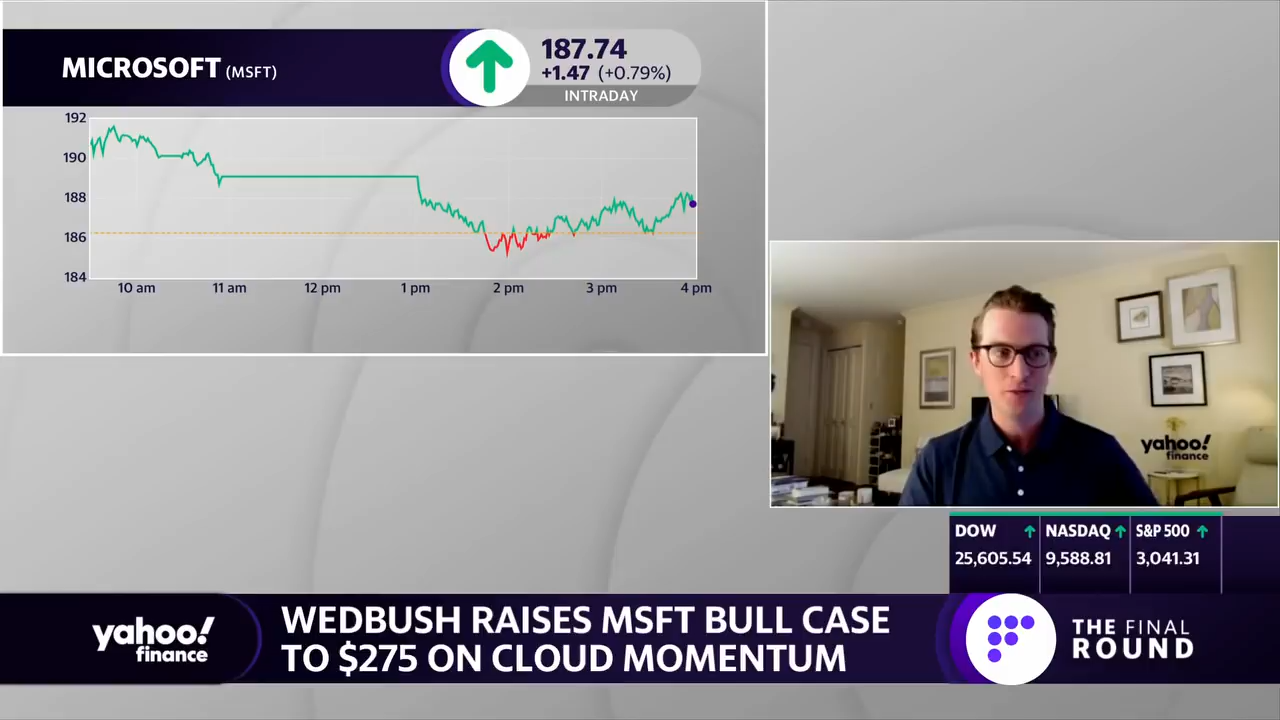 MICROSOFT (MSFT)
187.74
+1.47 (+0.79%)
INTRADAY
192
190
188
186
184
10 am 11 am 12 pm 1 pm 2 pm 3 pm 4 pm
yahoo!
finance
DOW NASDAQ S&P 500
25,605.54 9,588.81 3,041.31
yahoo!
finance
WEDBUSH RAISES MSFT BULL CASE
TO $275 ON CLOUD MOMENTUM
THE FINAL
ROUND